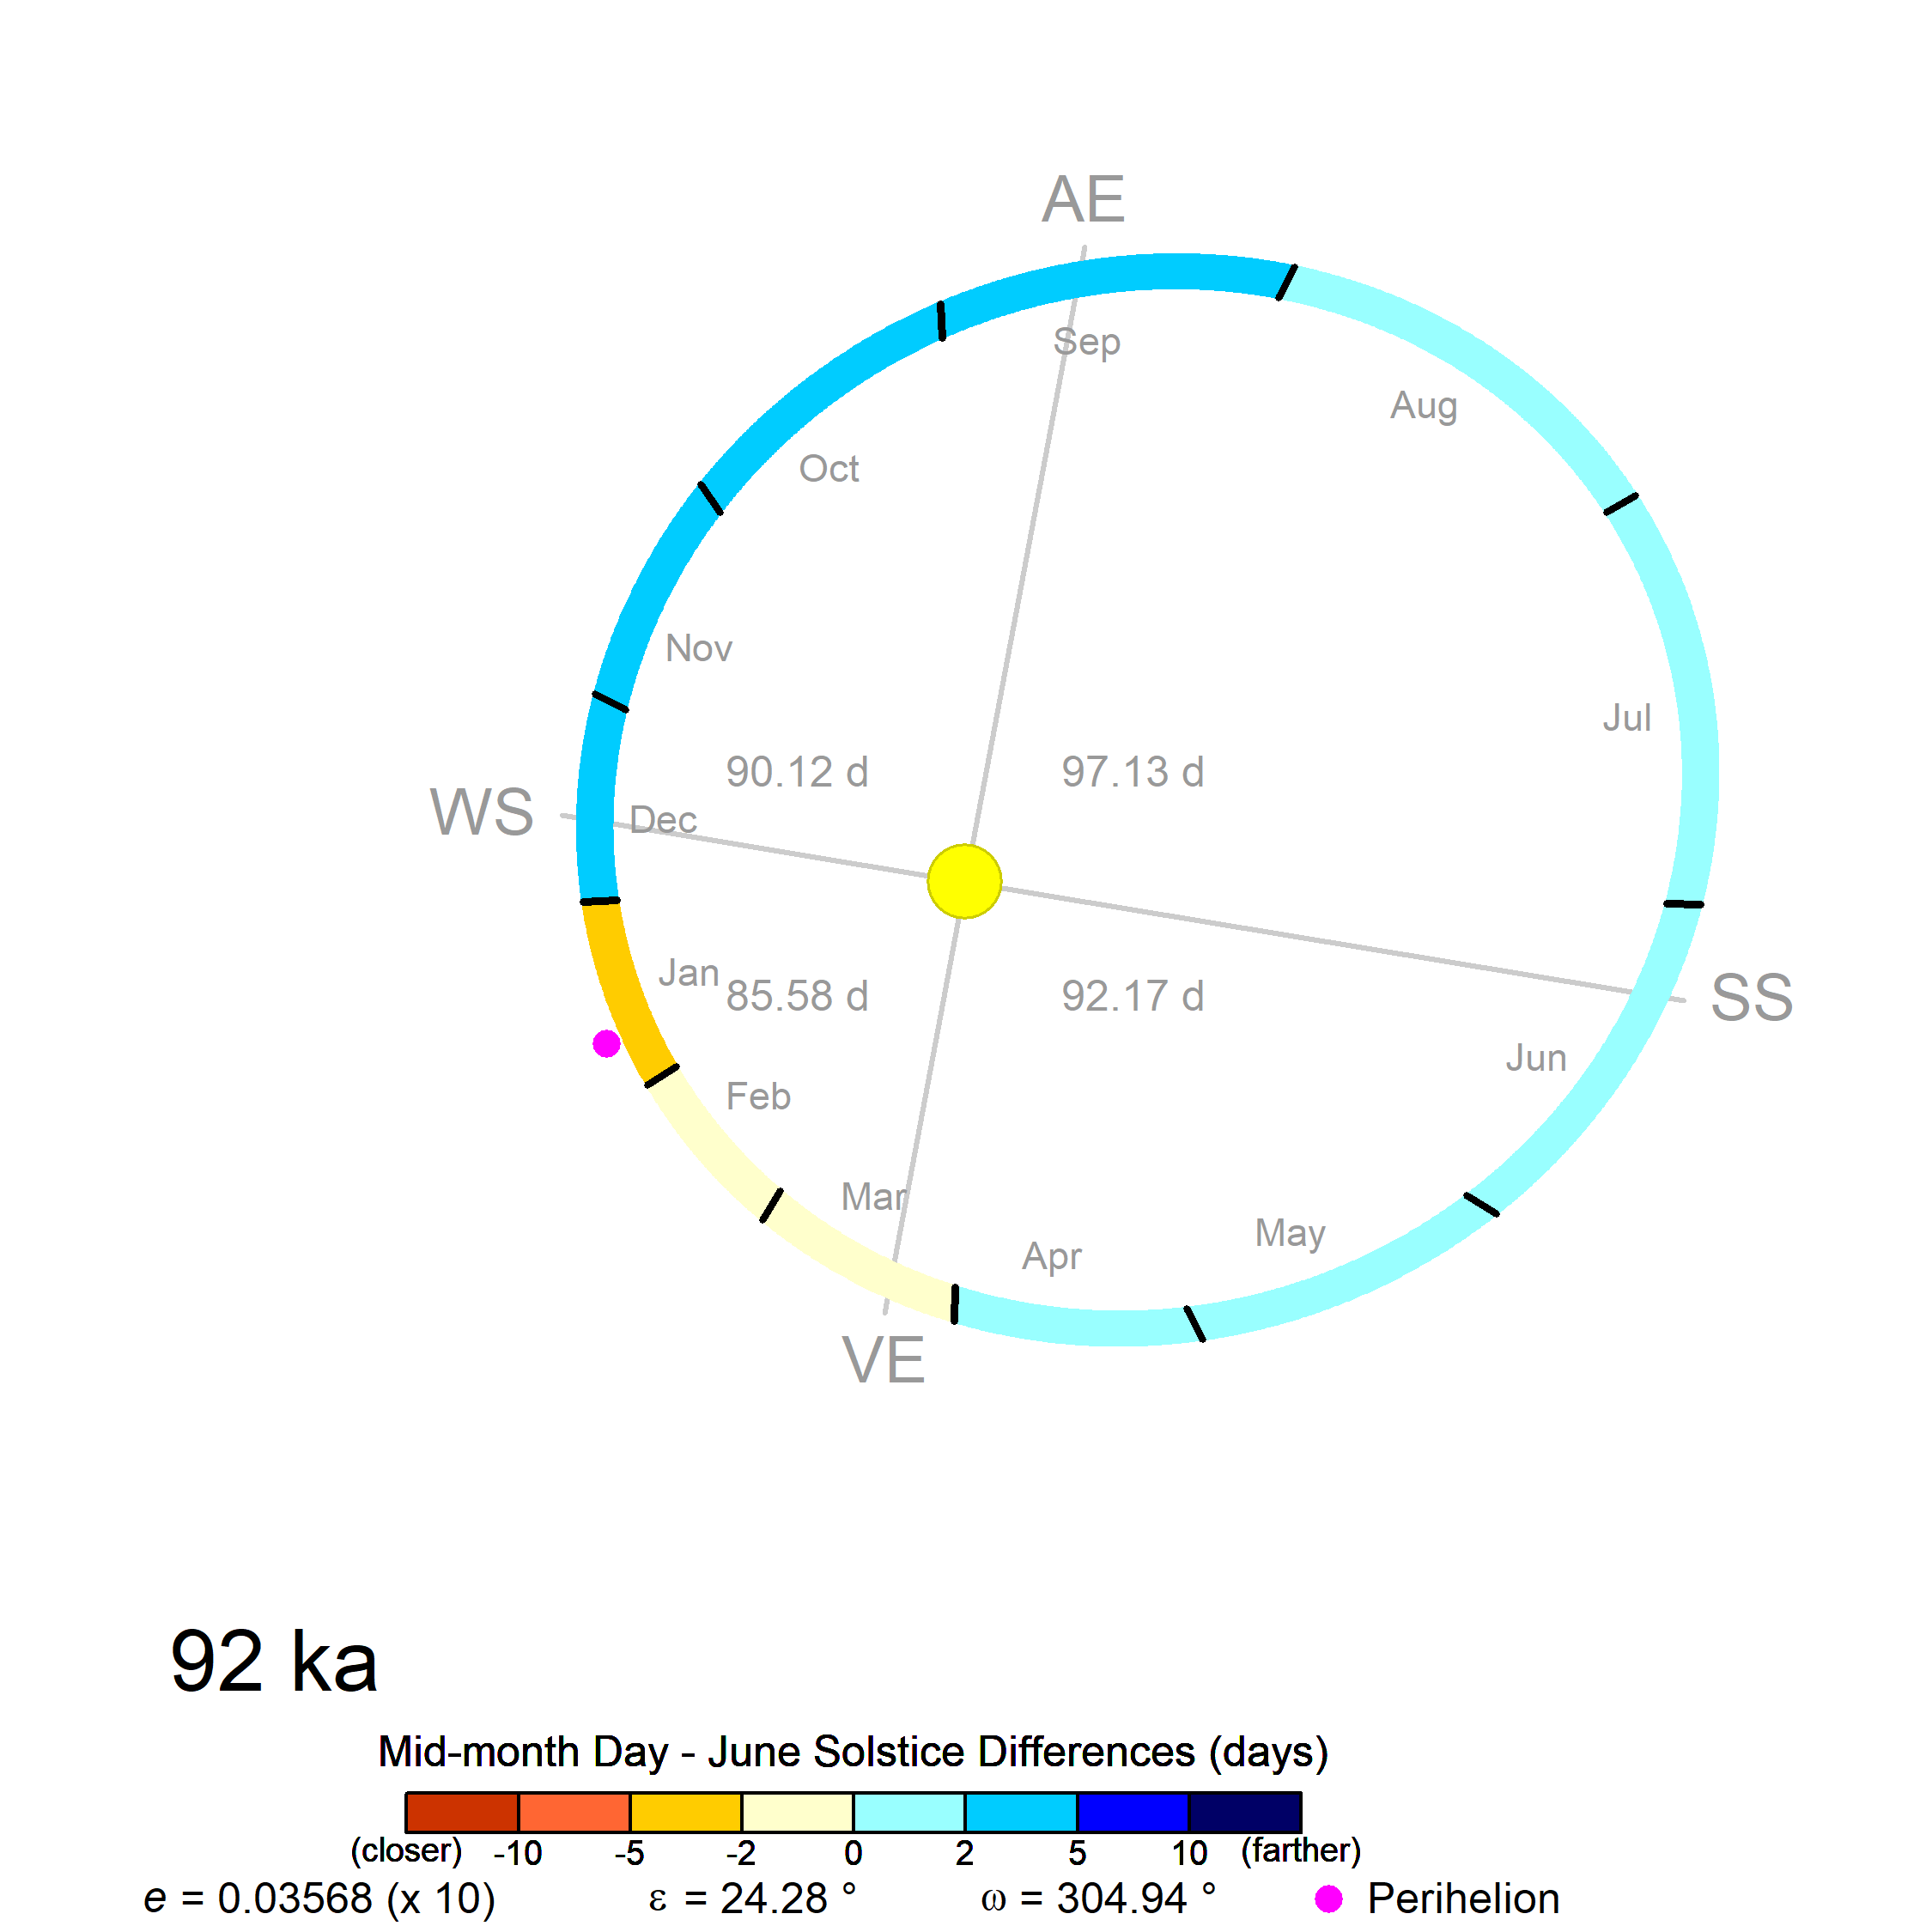 AE
Sep
Aug
Oct
Nov
Jul
90.12 d
97.13 d
WS
Dec
Jan
85.58 d
92.17 d
SS
Jun
Feb
Mar
May
Apr
VE
92 ka
Mid-month Day - June Solstice Differences (days)
(closer) -10 -5 -2 0 2 5 10 (farther)
e = 0.03568 (x 10) ε = 24.28 ° ω = 304.94 ° Perihelion